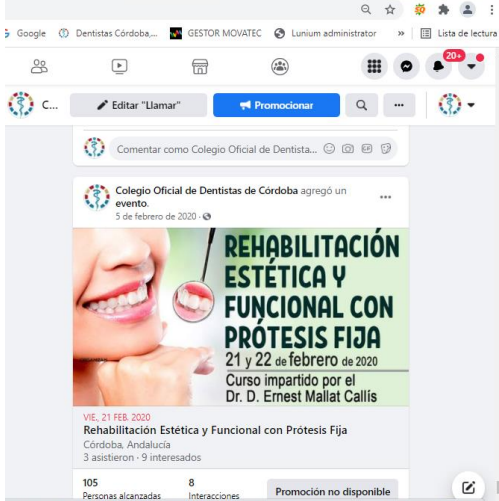 Google Dentistas Córdoba,... GESTOR MOVATEC Lunium administrator » Lista de lectura
20+
C... Editar "Llamar" Promocionar
Comentar como Colegio Oficial de Dentista... GIF
Colegio Oficial de Dentistas de Córdoba agregó un
evento.
5 de febrero de 2020 ·
REHABILITACIÓN
ESTÉTICA Y
FUNCIONAL CON
PRÓTESIS FIJA
21 y 22 de febrero de 2020
Curso impartido por el
Dr. D. Ernest Mallat Callís
VIE., 21 FEB. 2020
Rehabilitación Estética y Funcional con Prótesis Fija
Córdoba, Andalucía
3 asistieron · 9 interesados
105
Personas alcanzadas
8
Interacciones
Promoción no disponible